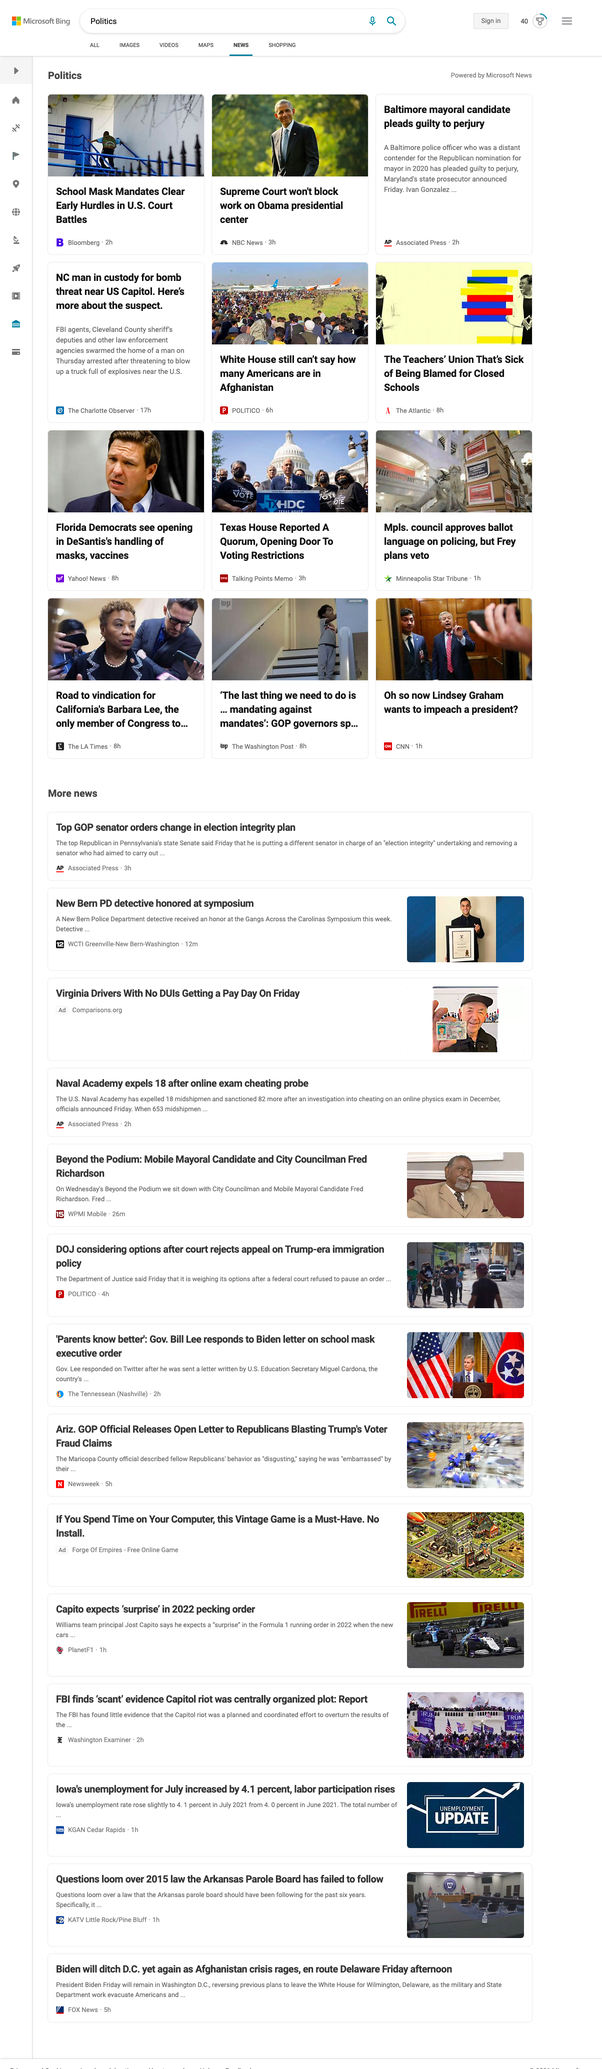 Microsoft Bing
Politics
Sign in
40
ALL
IMAGES
VIDEOS
MAPS
NEWS
SHOPPING
Politics
Powered by Microsoft News
School Mask Mandates Clear
Early Hurdles in U.S. Court
Battles
Bloomberg · 2h
Supreme Court won't block
work on Obama presidential
center
NBC News · 3h
Baltimore mayoral candidate
pleads guilty to perjury
A Baltimore police officer who was a distant
contender for the Republican nomination for
mayor in 2020 has pleaded guilty to perjury,
Maryland's state prosecutor announced
Friday. Ivan Gonzalez ...
AP Associated Press · 2h
NC man in custody for bomb
threat near US Capitol. Here's
more about the suspect.
FBI agents, Cleveland County sheriff's
deputies and other law enforcement
agencies swarmed the home of a man on
Thursday arrested after threatening to blow
up a truck full of explosives near the U.S.
The Charlotte Observer · 17h
White House still can't say how
many Americans are in
Afghanistan
POLITICO · 6h
The Teachers' Union That's Sick
of Being Blamed for Closed
Schools
The Atlantic · 8h
Florida Democrats see opening
in DeSantis's handling of
masks, vaccines
Yahoo! News · 8h
VOTE
HDC
Texas House Reported A
Quorum, Opening Door To
Voting Restrictions
Talking Points Memo · 3h
Mpls. council approves ballot
language on policing, but Frey
plans veto
Minneapolis Star Tribune · 1h
Road to vindication for
California's Barbara Lee, the
only member of Congress to...
The LA Times · 8h
'The last thing we need to do is
... mandating against
mandates': GOP governors sp...
The Washington Post · 8h
Oh so now Lindsey Graham
wants to impeach a president?
CNN · 1h
More news
Top GOP senator orders change in election integrity plan
The top Republican in Pennsylvania's state Senate said Friday that he is putting a different senator in charge of an "election integrity" undertaking and removing a
senator who had aimed to carry out ...
AP Associated Press · 3h
New Bern PD detective honored at symposium
A New Bern Police Department detective received an honor at the Gangs Across the Carolinas Symposium this week.
Detective ...
12 WCTI Greenville-New Bern-Washington · 12m
Virginia Drivers With No DUIs Getting a Pay Day On Friday
Ad Comparisons.org
Naval Academy expels 18 after online exam cheating probe
The U.S. Naval Academy has expelled 18 midshipmen and sanctioned 82 more after an investigation into cheating on an online physics exam in December,
officials announced Friday. When 653 midshipmen ...
AP Associated Press · 2h
Beyond the Podium: Mobile Mayoral Candidate and City Councilman Fred
Richardson
On Wednesday's Beyond the Podium we sit down with City Councilman and Mobile Mayoral Candidate Fred
Richardson. Fred ...
15 WPMI Mobile · 26m
DOJ considering options after court rejects appeal on Trump-era immigration
policy
The Department of Justice said Friday that it is weighing its options after a federal court refused to pause an order ...
POLITICO · 4h
'Parents know better': Gov. Bill Lee responds to Biden letter on school mask
executive order
Gov. Lee responded on Twitter after he was sent a letter written by U.S. Education Secretary Miguel Cardona, the
country's ...
The Tennessean (Nashville) · 2h
Ariz. GOP Official Releases Open Letter to Republicans Blasting Trump's Voter
Fraud Claims
The Maricopa County official described fellow Republicans' behavior as "disgusting," saying he was "embarrassed" by
their ...
Newsweek · 5h
If You Spend Time on Your Computer, this Vintage Game is a Must-Have. No
Install.
Ad Forge Of Empires - Free Online Game
Capito expects 'surprise' in 2022 pecking order
Williams team principal Jost Capito says he expects a "surprise" in the Formula 1 running order in 2022 when the new
cars ...
PlanetF1 · 1h
IRELLI
PIRELLI
FBI finds 'scant' evidence Capitol riot was centrally organized plot: Report
The FBI has found little evidence that the Capitol riot was a planned and coordinated effort to overturn the results of
the ...
Washington Examiner · 2h
TRUMP
Iowa's unemployment for July increased by 4.1 percent, labor participation rises
Iowa's unemployment rate rose slightly to 4. 1 percent in July 2021 from 4. 0 percent in June 2021. The total number of
...
KGAN Cedar Rapids · 1h
UNEMPLOYMENT
UPDATE
Questions loom over 2015 law the Arkansas Parole Board has failed to follow
Questions loom over a law that the Arkansas parole board should have been following for the past six years.
Specifically, it ...
KATV Little Rock/Pine Bluff · 1h
Biden will ditch D.C. yet again as Afghanistan crisis rages, en route Delaware Friday afternoon
President Biden Friday will remain in Washington D.C., reversing previous plans to leave the White House for Wilmington, Delaware, as the military and State
Department work evacuate Americans and ...
FOX News · 5h